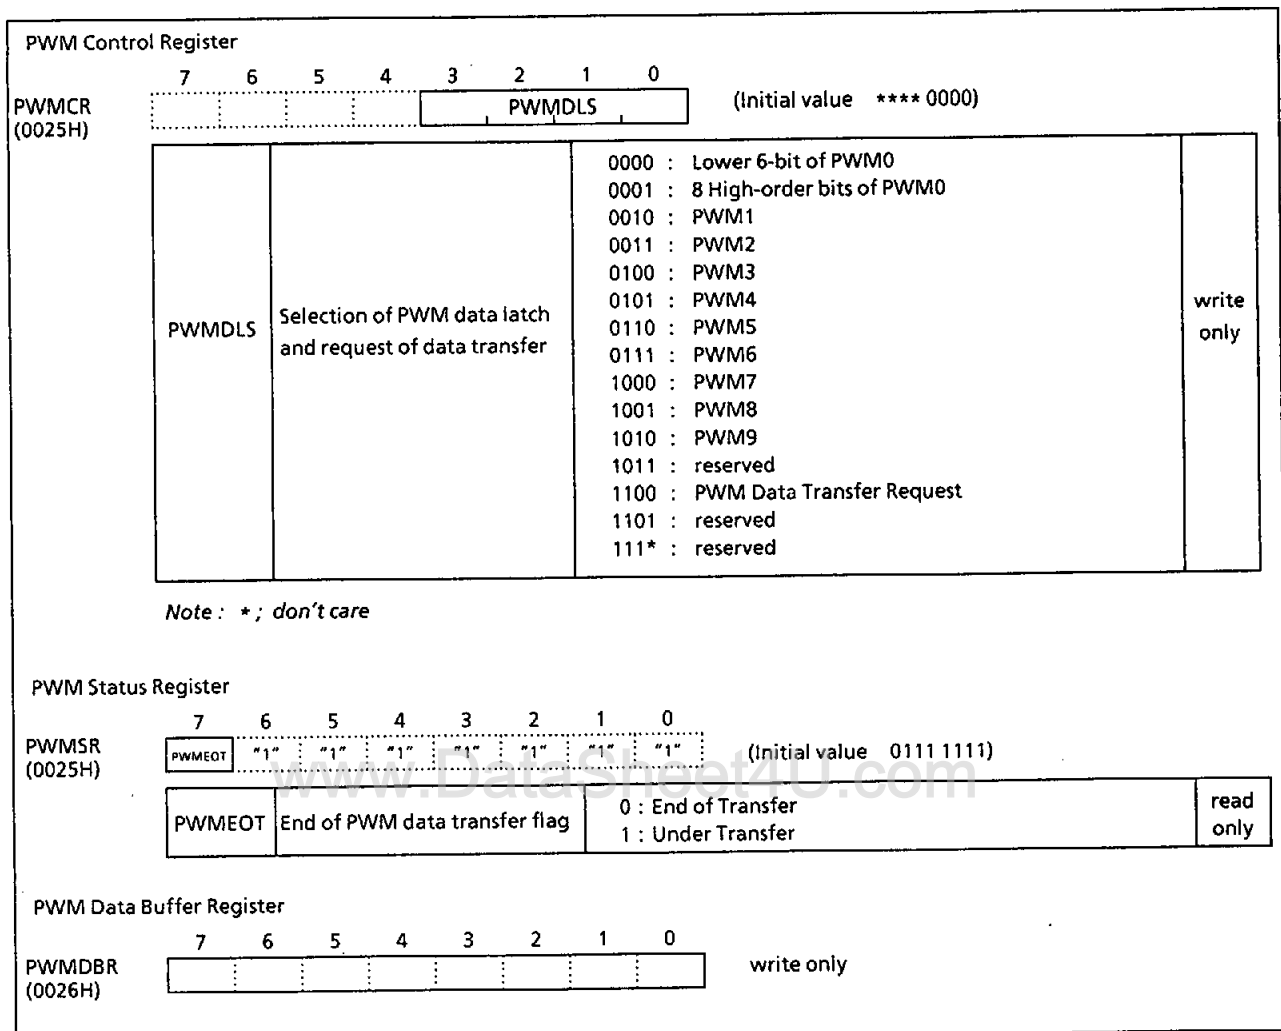 PWM Control Register
7 6 5 4 3 2 1 0
PWMCR
(0025H)
PWMDLS
(Initial value **** 0000)
PWMDLS
Selection of PWM data latch
and request of data transfer
0000 : Lower 6-bit of PWM0
0001 : 8 High-order bits of PWM0
0010 : PWM1
0011 : PWM2
0100 : PWM3
0101 : PWM4
0110 : PWM5
0111 : PWM6
1000 : PWM7
1001 : PWM8
1010 : PWM9
1011 : reserved
1100 : PWM Data Transfer Request
1101 : reserved
111* : reserved
write
only
Note : * ; don't care
PWM Status Register
7 6 5 4 3 2 1 0
PWMSR
(0025H)
PWMEOT "1" "1" "1" "1" "1" "1" "1"
(Initial value 0111 1111)
www.DataSheet4U.com
PWMEOT
End of PWM data transfer flag
0 : End of Transfer
1 : Under Transfer
read
only
PWM Data Buffer Register
7 6 5 4 3 2 1 0
PWMDBR
(0026H)
write only